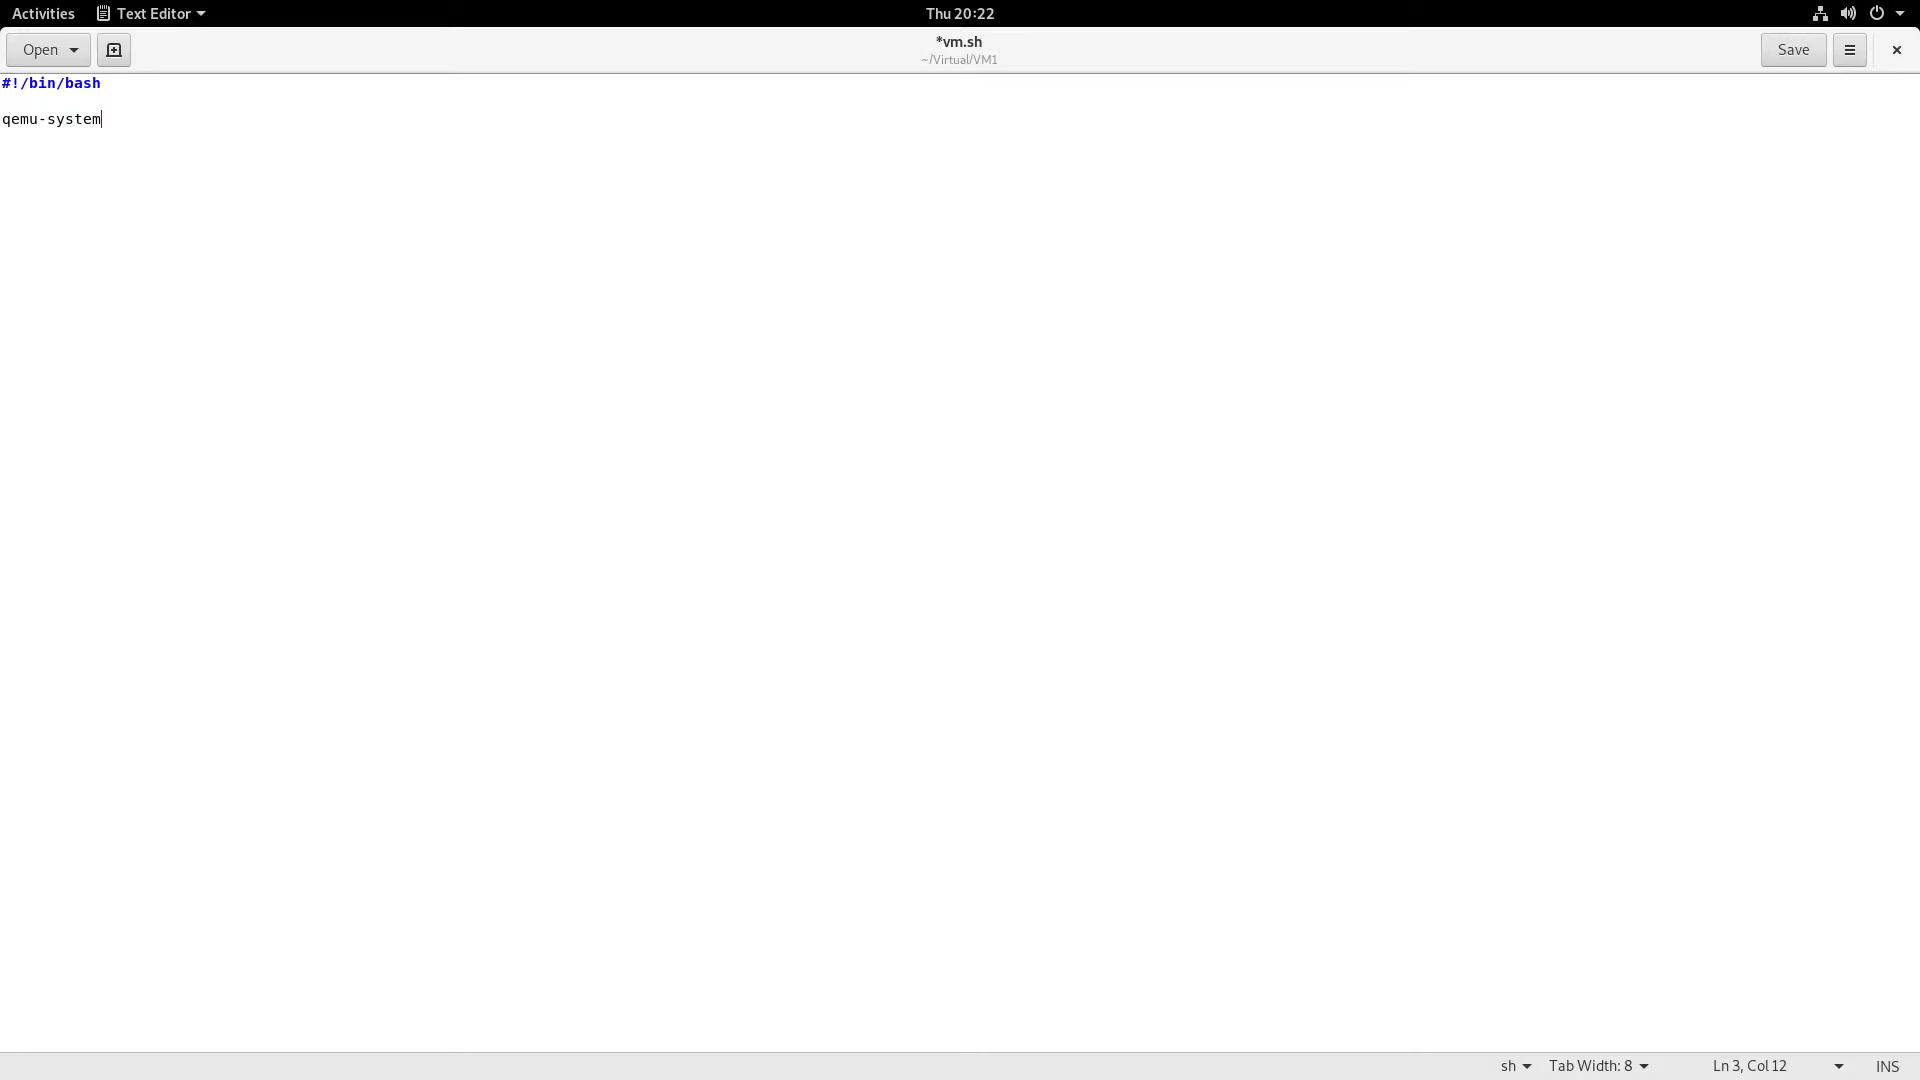 Activities Text Editor Thu 20:22
Open *vm.sh Save
~/Virtual/VM1
#!/bin/bash
qemu-system
sh Tab Width: 8 Ln 3, Col 12 INS